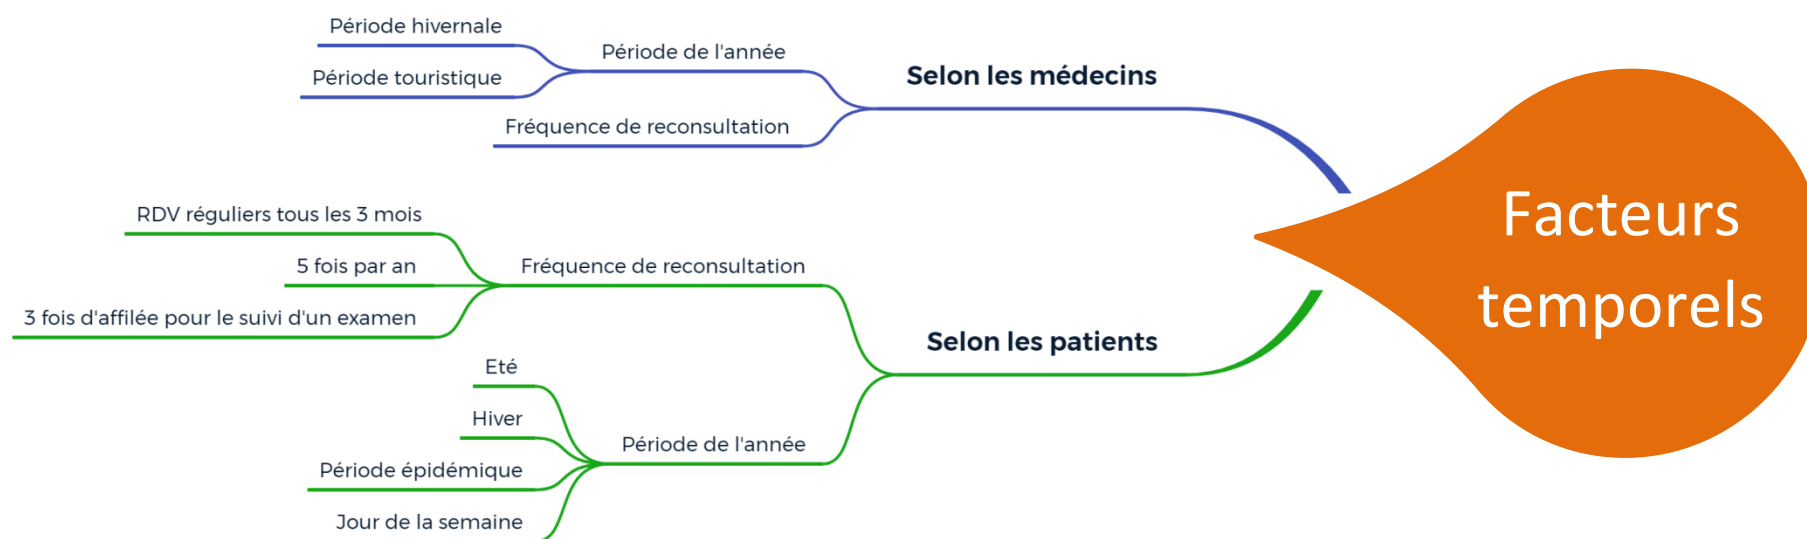 Période hivernale
Période de l'année
Période touristique
Selon les médecins
Fréquence de reconsultation
RDV réguliers tous les 3 mois
5 fois par an
Fréquence de reconsultation
3 fois d'affilée pour le suivi d'un examen
Selon les patients
Eté
Hiver
Période de l'année
Période épidémique
Jour de la semaine
Facteurs
temporels